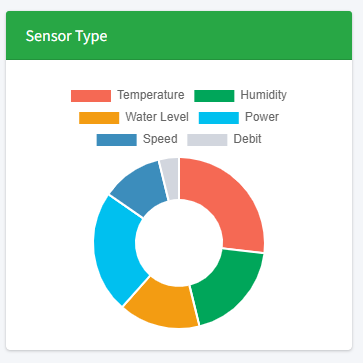 Sensor Type
Temperature Humidity
Water Level Power
Speed Debit